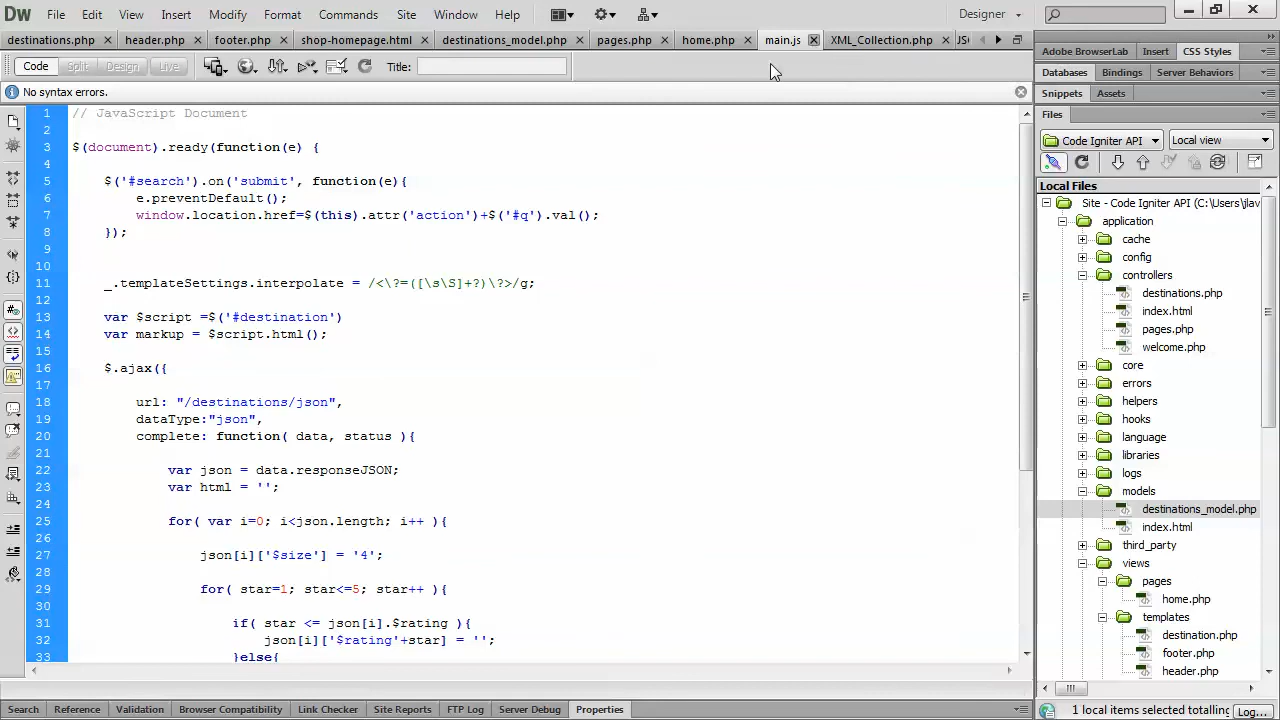 Dw File Edit View Insert Modify Format Commands Site Window Help Designer
destinations.php header.php footer.php shop-homepage.html destinations_model.php pages.php home.php main.js XML_Collection.php JS
Code Split Design Live Title:
No syntax errors.
1 // JavaScript Document
2
3 $(document).ready(function(e) {
4
5 $('#search').on('submit', function(e){
6 e.preventDefault();
7 window.location.href=$(this).attr('action')+$('#q').val();
8 });
9
10
11 _.templateSettings.interpolate = /<\?=([\s\S]+?)\?>/g;
12
13 var $script =$('#destination')
14 var markup = $script.html();
15
16 $.ajax({
17
18 url: "/destinations/json",
19 dataType:"json",
20 complete: function( data, status ){
21
22 var json = data.responseJSON;
23 var html = '';
24
25 for( var i=0; i<json.length; i++ ){
26
27 json[i]['$size'] = '4';
28
29 for( star=1; star<=5; star++ ){
30
31 if( star <= json[i].$rating ){
32 json[i]['$rating'+star] = '';
33 }else{
Adobe BrowserLab Insert CSS Styles
Databases Bindings Server Behaviors
Snippets Assets
Files
Code Igniter API Local view
Local Files
Site - Code Igniter API (C:\Users\jav
application
cache
config
controllers
destinations.php
index.html
pages.php
welcome.php
core
errors
helpers
hooks
language
libraries
logs
models
destinations_model.php
index.html
third_party
views
pages
home.php
templates
destination.php
footer.php
header.php
Search Reference Validation Browser Compatibility Link Checker Site Reports FTP Log Server Debug Properties
1 local items selected totalling Log...